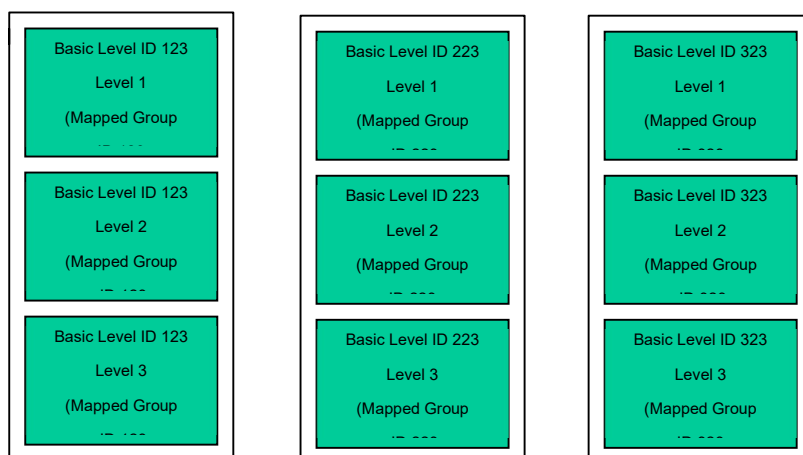 Basic Level ID 123
Level 1
(Mapped Group
Basic Level ID 123
Level 2
(Mapped Group
Basic Level ID 123
Level 3
(Mapped Group
Basic Level ID 223
Level 1
(Mapped Group
Basic Level ID 223
Level 2
(Mapped Group
Basic Level ID 223
Level 3
(Mapped Group
Basic Level ID 323
Level 1
(Mapped Group
Basic Level ID 323
Level 2
(Mapped Group
Basic Level ID 323
Level 3
(Mapped Group